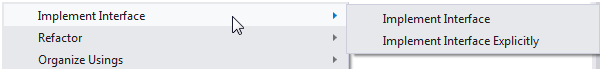 Implement Interface
Implement Interface
Refactor
Implement Interface Explicitly
Organize Usings